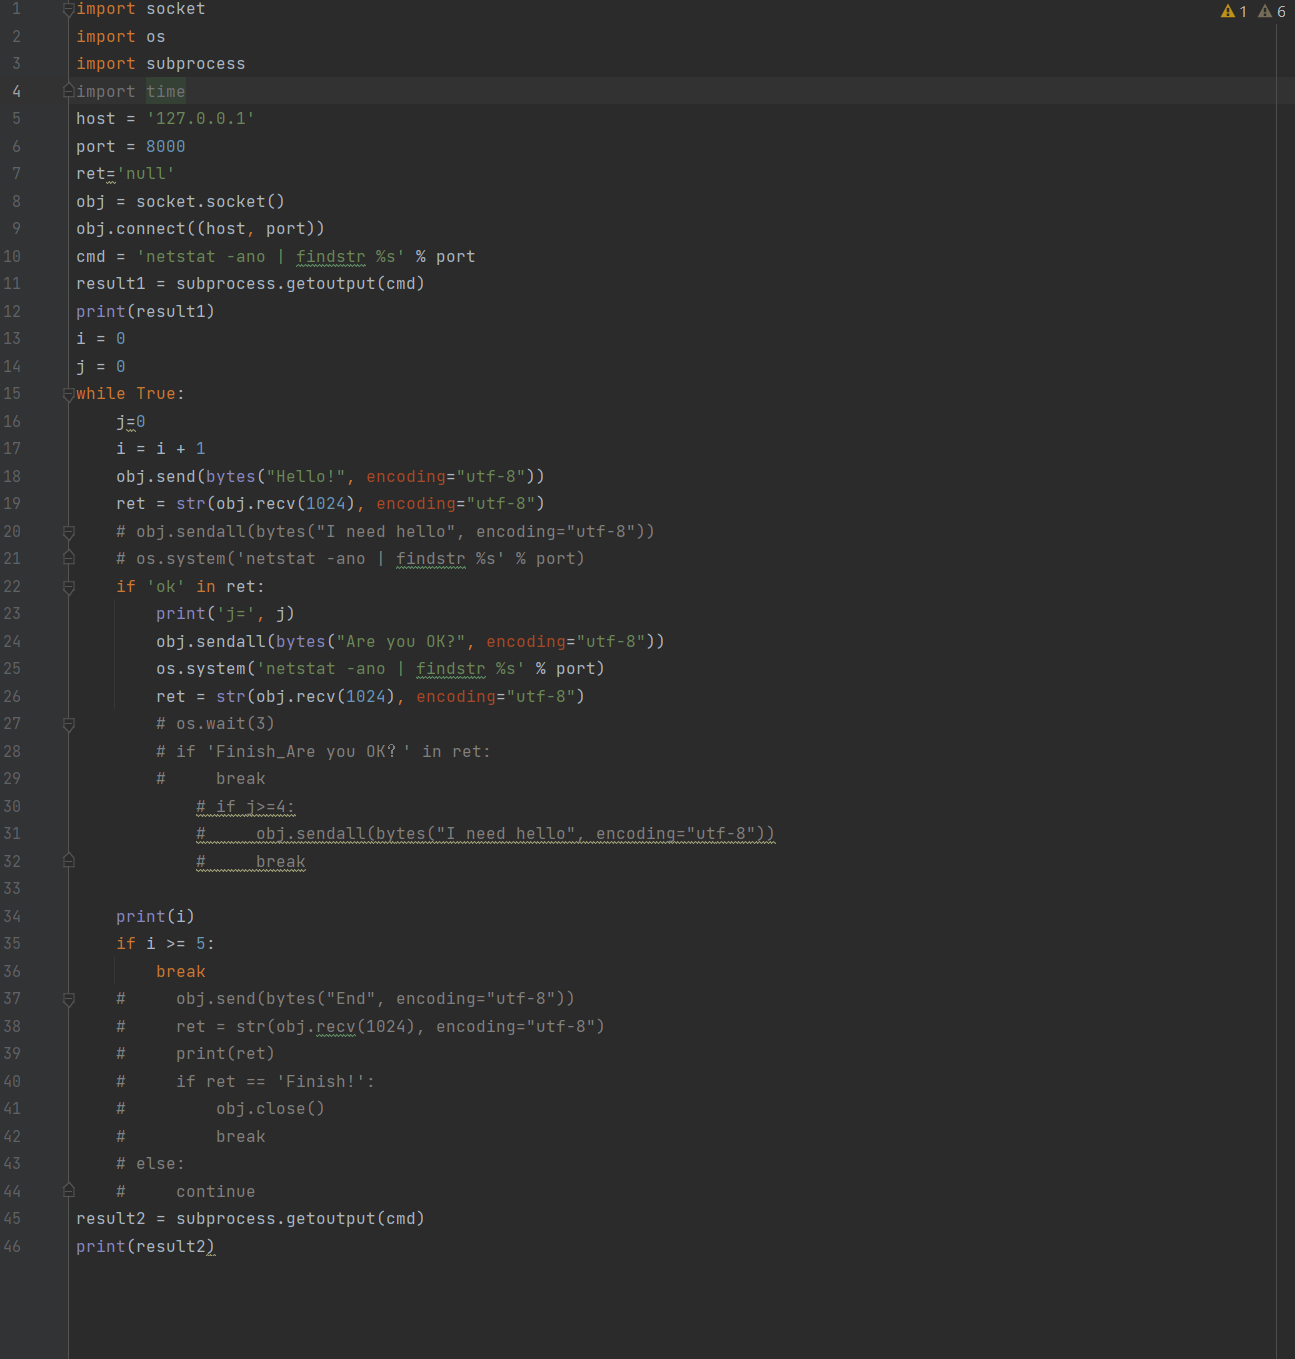 1 import socket
2 import os
3 import subprocess
4 import time
5 host = '127.0.0.1'
6 port = 8000
7 ret='null'
8 obj = socket.socket()
9 obj.connect((host, port))
10 cmd = 'netstat -ano | findstr %s' % port
11 result1 = subprocess.getoutput(cmd)
12 print(result1)
13 i = 0
14 j = 0
15 while True:
16     j=0
17     i = i + 1
18     obj.send(bytes("Hello!", encoding="utf-8"))
19     ret = str(obj.recv(1024), encoding="utf-8")
20     # obj.sendall(bytes("I need hello", encoding="utf-8"))
21     # os.system('netstat -ano | findstr %s' % port)
22     if 'ok' in ret:
23         print('j=', j)
24         obj.sendall(bytes("Are you OK?", encoding="utf-8"))
25         os.system('netstat -ano | findstr %s' % port)
26         ret = str(obj.recv(1024), encoding="utf-8")
27         # os.wait(3)
28         # if 'Finish_Are you OK？' in ret:
29         #     break
30             # if j>=4:
31             #     obj.sendall(bytes("I need hello", encoding="utf-8"))
32             #     break
33
34     print(i)
35     if i >= 5:
36         break
37     #     obj.send(bytes("End", encoding="utf-8"))
38     #     ret = str(obj.recv(1024), encoding="utf-8")
39     #     print(ret)
40     #     if ret == 'Finish!':
41     #         obj.close()
42     #         break
43     # else:
44     #     continue
45 result2 = subprocess.getoutput(cmd)
46 print(result2)
1 6